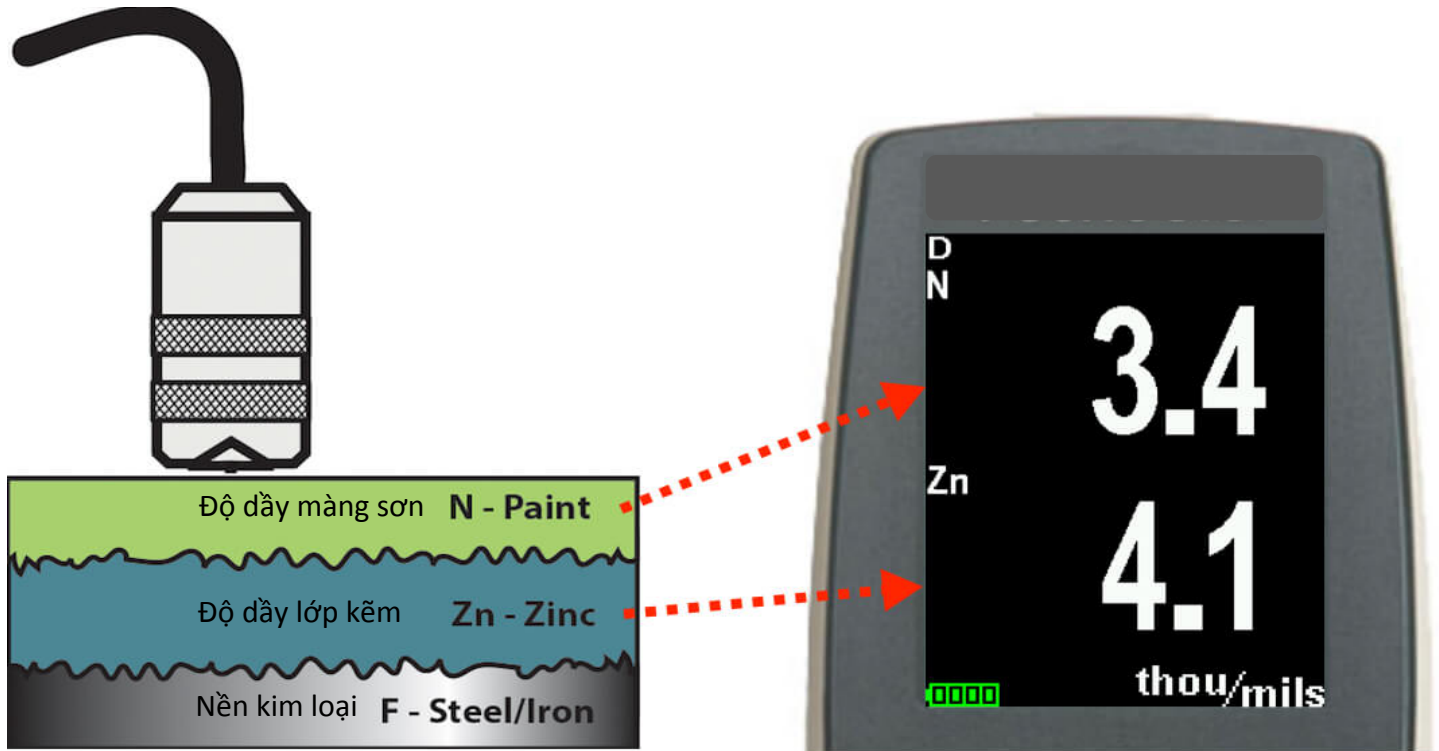 Độ dầy màng sơn N - Paint
Độ dầy lớp kẽm Zn - Zinc
Nền kim loại F - Steel/Iron
D
N
3.4
Zn
4.1
thou/mils